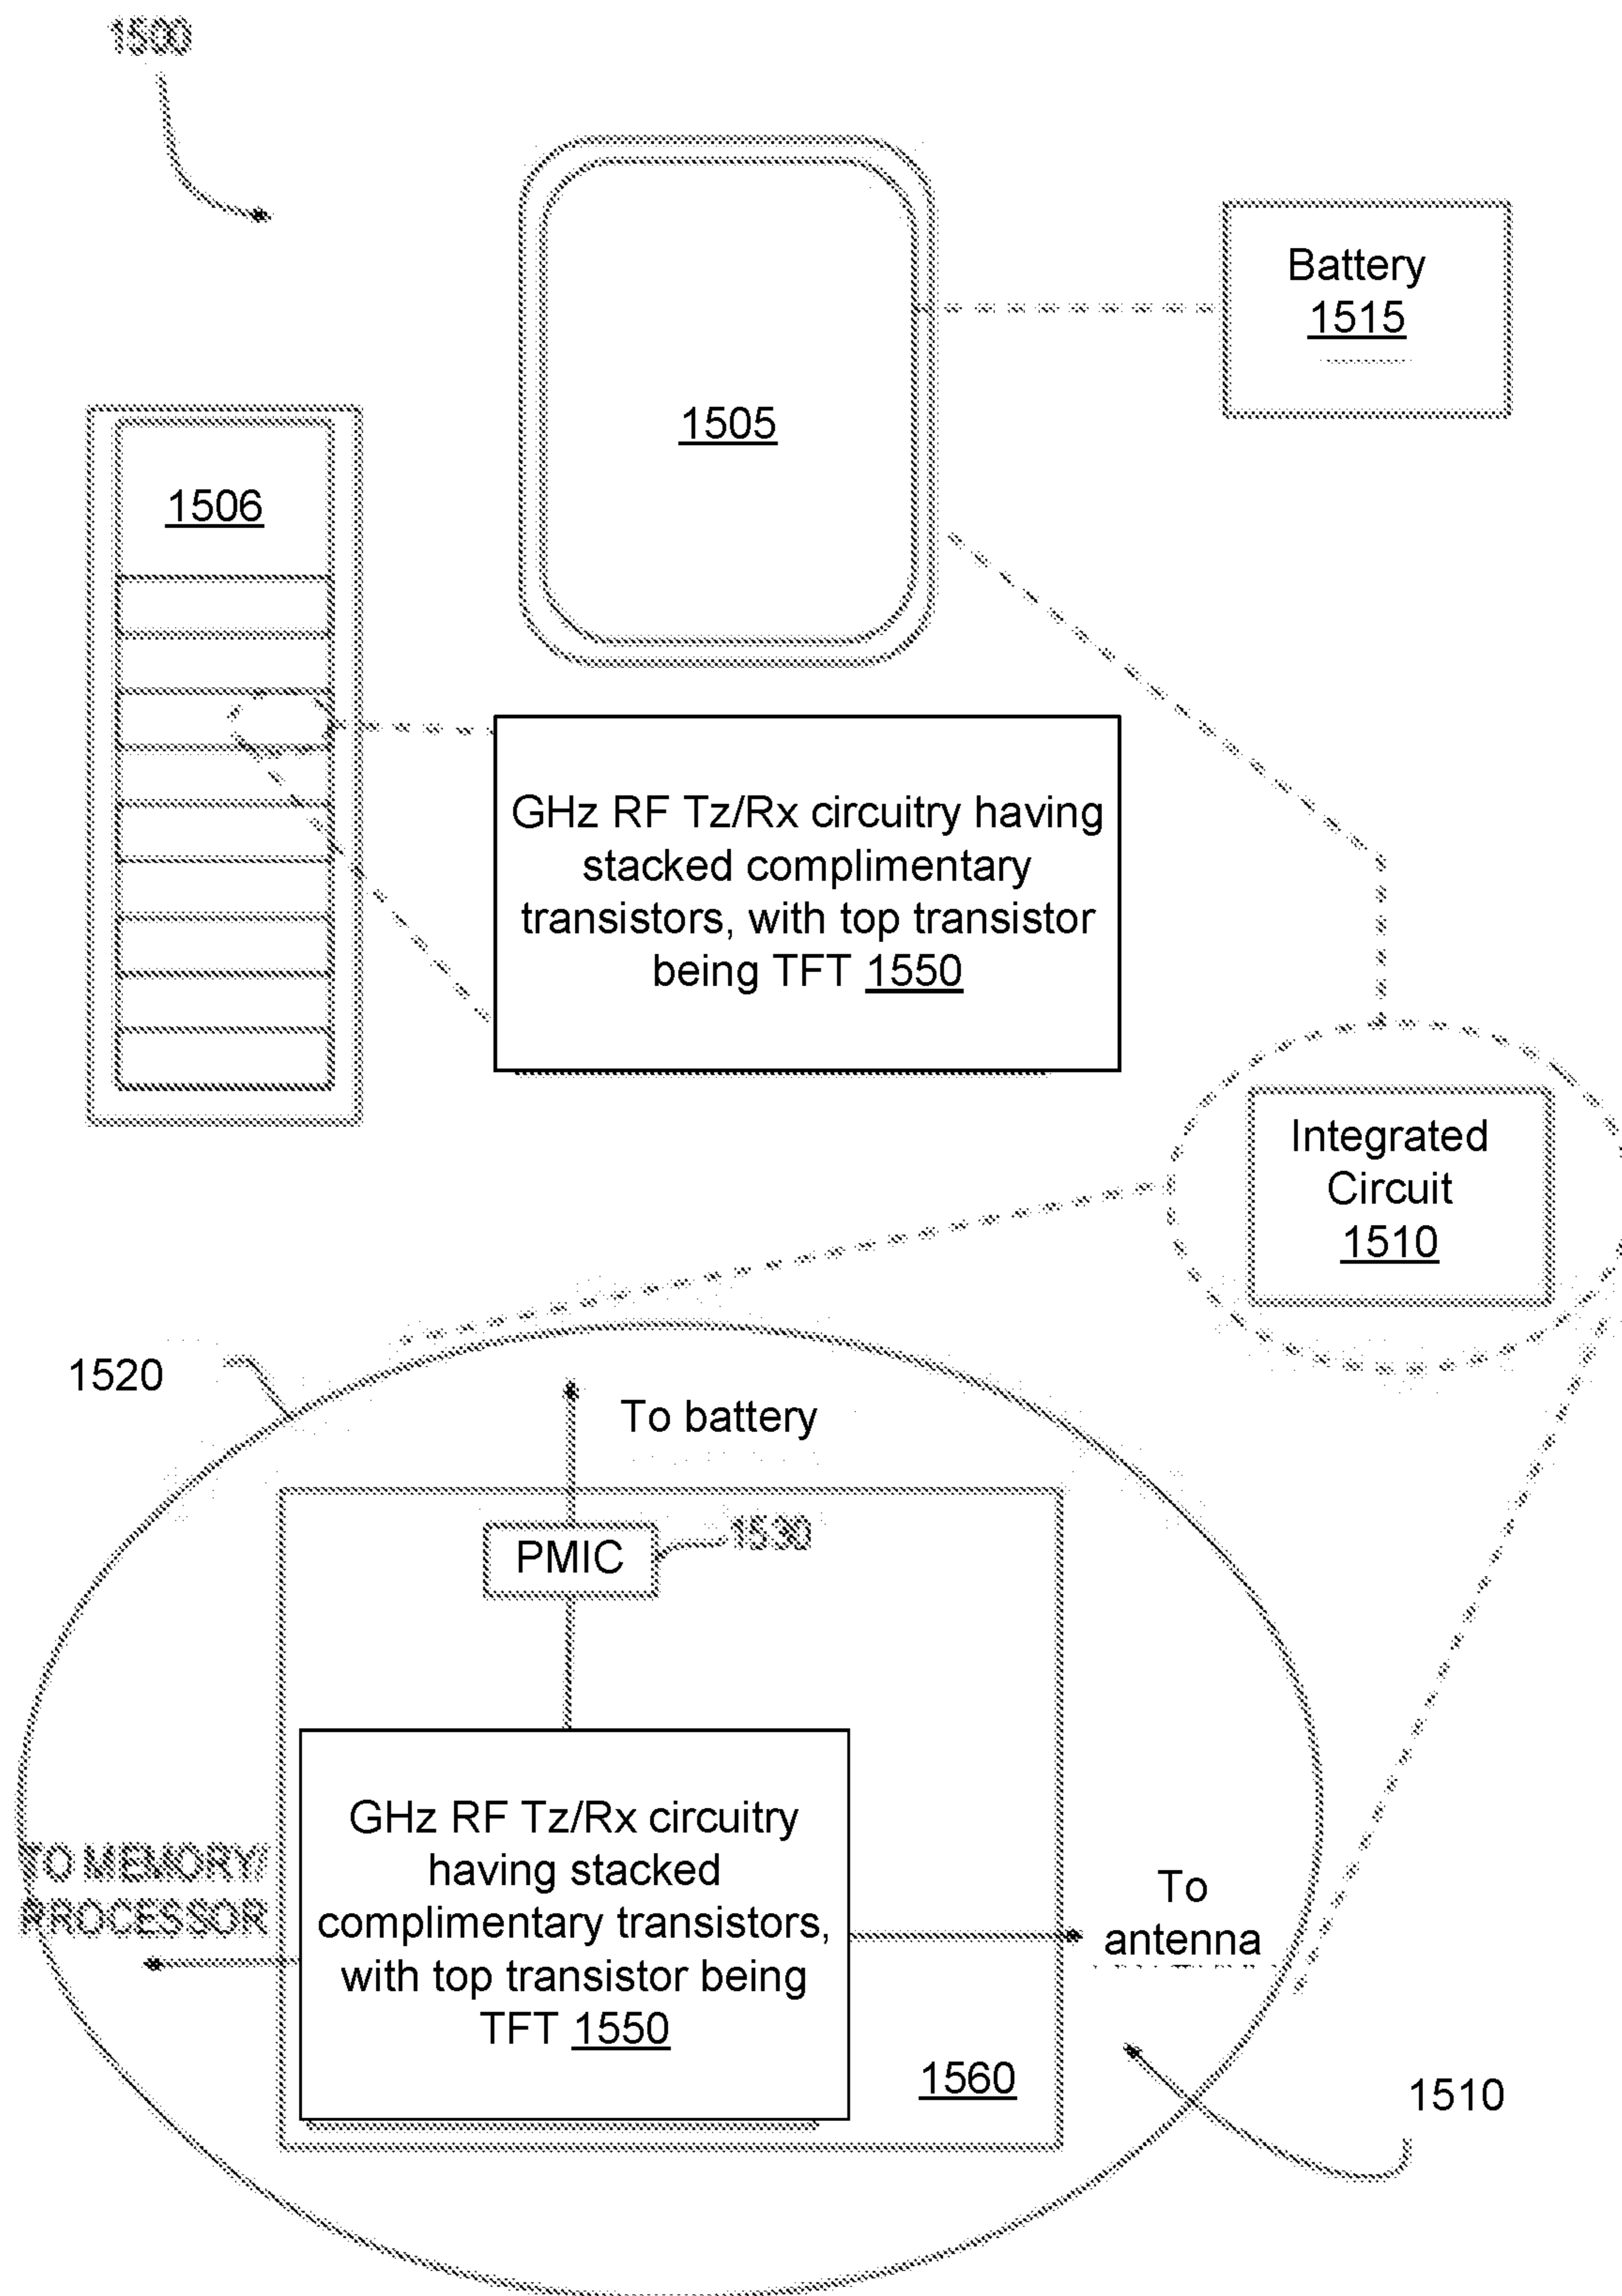 1500
Battery
1515
1505
1506
GHz RF Tz/Rx circuitry having
stacked complimentary
transistors, with top transistor
being TFT 1550
Integrated
Circuit
1510
1520
To battery
1530
PMIC
GHz RF Tz/Rx circuitry
having stacked
complimentary transistors,
with top transistor being
TFT 1550
TO MEMORY/
PROCESSOR
To
antenna
1560
1510